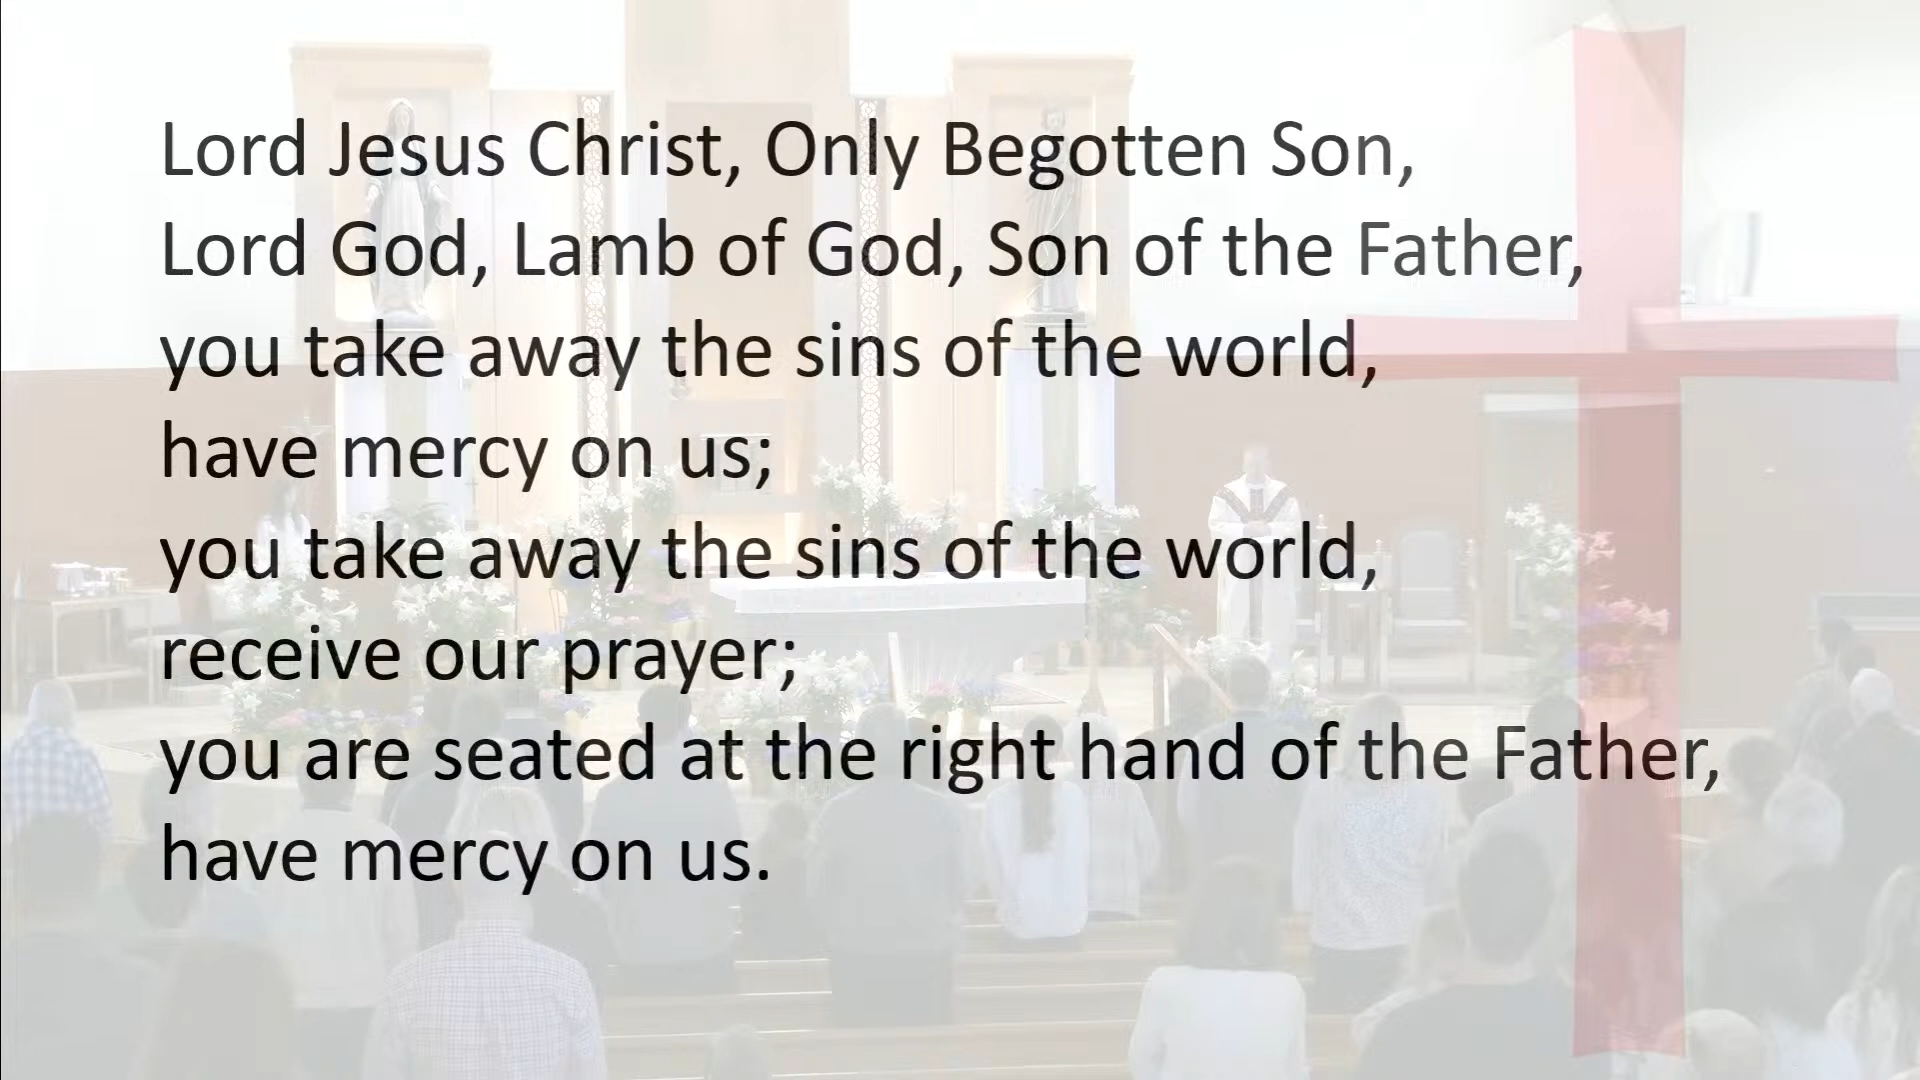 Lord Jesus Christ, Only Begotten Son,
Lord God, Lamb of God, Son of the Father,
you take away the sins of the world,
have mercy on us;
you take away the sins of the world,
receive our prayer;
you are seated at the right hand of the Father,
have mercy on us.